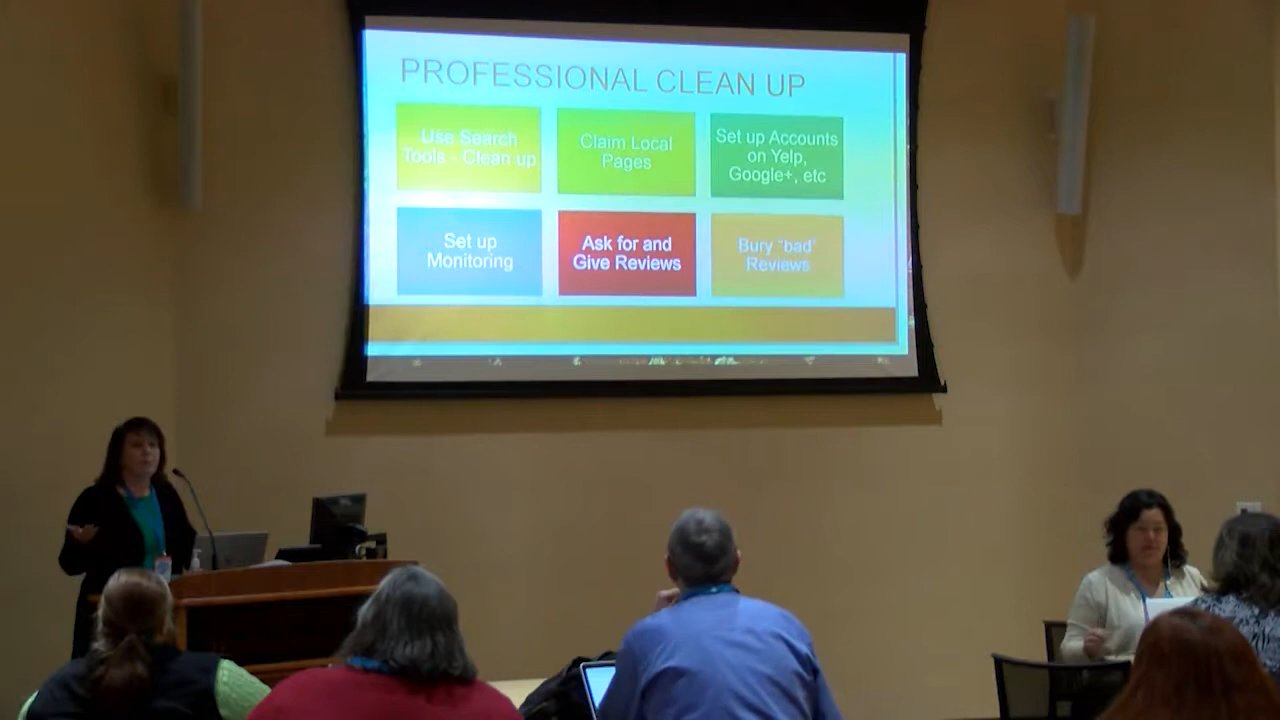 PROFESSIONAL CLEAN UP
Use Search
Tools - Clean up
Claim Local
Pages
Set up Accounts
on Yelp,
Google+, etc
Set up
Monitoring
Ask for and
Give Reviews
Bury "bad"
Reviews